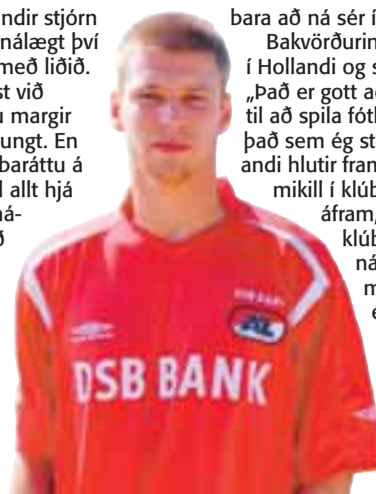 ndir stjórn
nálægt því
með liðið.
st við
u margir
ungt. En
baráttu á
l allt hjá
ná-
ð
bara að ná sér í
Bakvörðurin
í Hollandi og s
„Það er gott að
til að spila fótb
það sem ég st
andi hlutir fram
mikill í klúb
áfram,
klúb
ná
m
e
DSB BANK
AZ